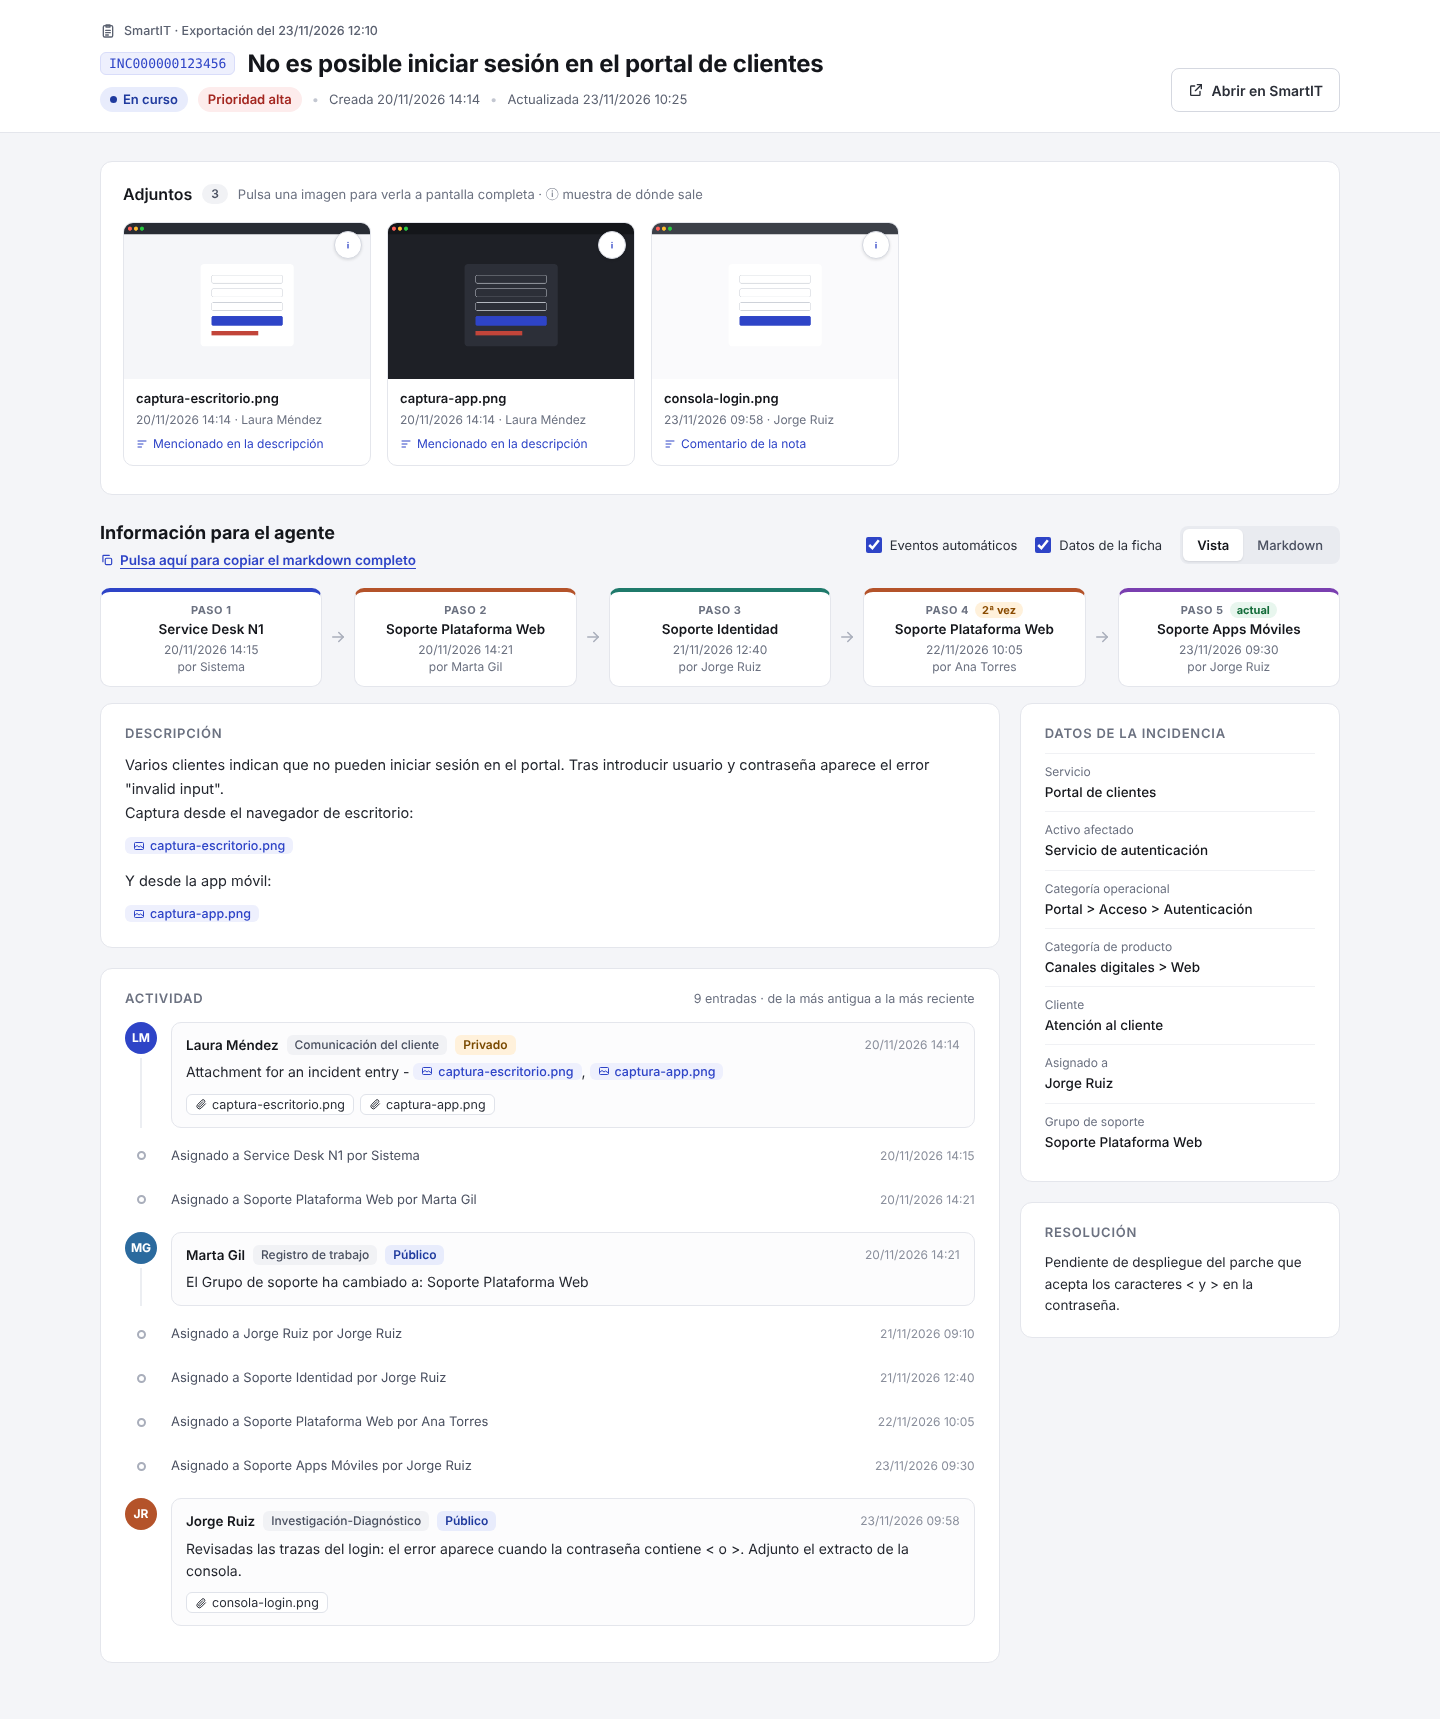 SmartIT · Exportación del 23/11/2026 12:10
INC000000123456 No es posible iniciar sesión en el portal de clientes
En curso Prioridad alta • Creada 20/11/2026 14:14 • Actualizada 23/11/2026 10:25
Abrir en SmartIT
Adjuntos 3 Pulsa una imagen para verla a pantalla completa · ⓘ muestra de dónde sale
i
i
i
captura-escritorio.png
20/11/2026 14:14 · Laura Méndez
Mencionado en la descripción
captura-app.png
20/11/2026 14:14 · Laura Méndez
Mencionado en la descripción
consola-login.png
23/11/2026 09:58 · Jorge Ruiz
Comentario de la nota
Información para el agente
Pulsa aquí para copiar el markdown completo
Eventos automáticos Datos de la ficha Vista Markdown
PASO 1
Service Desk N1
20/11/2026 14:15
por Sistema
PASO 2
Soporte Plataforma Web
20/11/2026 14:21
por Marta Gil
PASO 3
Soporte Identidad
21/11/2026 12:40
por Jorge Ruiz
PASO 4 2ª vez
Soporte Plataforma Web
22/11/2026 10:05
por Ana Torres
PASO 5 actual
Soporte Apps Móviles
23/11/2026 09:30
por Jorge Ruiz
DESCRIPCIÓN
Varios clientes indican que no pueden iniciar sesión en el portal. Tras introducir usuario y contraseña aparece el error
"invalid input".
Captura desde el navegador de escritorio:
captura-escritorio.png
Y desde la app móvil:
captura-app.png
ACTIVIDAD
9 entradas · de la más antigua a la más reciente
LM
Laura Méndez Comunicación del cliente Privado 20/11/2026 14:14
Attachment for an incident entry - captura-escritorio.png , captura-app.png
captura-escritorio.png captura-app.png
Asignado a Service Desk N1 por Sistema 20/11/2026 14:15
Asignado a Soporte Plataforma Web por Marta Gil 20/11/2026 14:21
MG
Marta Gil Registro de trabajo Público 20/11/2026 14:21
El Grupo de soporte ha cambiado a: Soporte Plataforma Web
Asignado a Jorge Ruiz por Jorge Ruiz 21/11/2026 09:10
Asignado a Soporte Identidad por Jorge Ruiz 21/11/2026 12:40
Asignado a Soporte Plataforma Web por Ana Torres 22/11/2026 10:05
Asignado a Soporte Apps Móviles por Jorge Ruiz 23/11/2026 09:30
JR
Jorge Ruiz Investigación-Diagnóstico Público 23/11/2026 09:58
Revisadas las trazas del login: el error aparece cuando la contraseña contiene < o >. Adjunto el extracto de la
consola.
consola-login.png
DATOS DE LA INCIDENCIA
Servicio
Portal de clientes
Activo afectado
Servicio de autenticación
Categoría operacional
Portal > Acceso > Autenticación
Categoría de producto
Canales digitales > Web
Cliente
Atención al cliente
Asignado a
Jorge Ruiz
Grupo de soporte
Soporte Plataforma Web
RESOLUCIÓN
Pendiente de despliegue del parche que
acepta los caracteres < y > en la
contraseña.